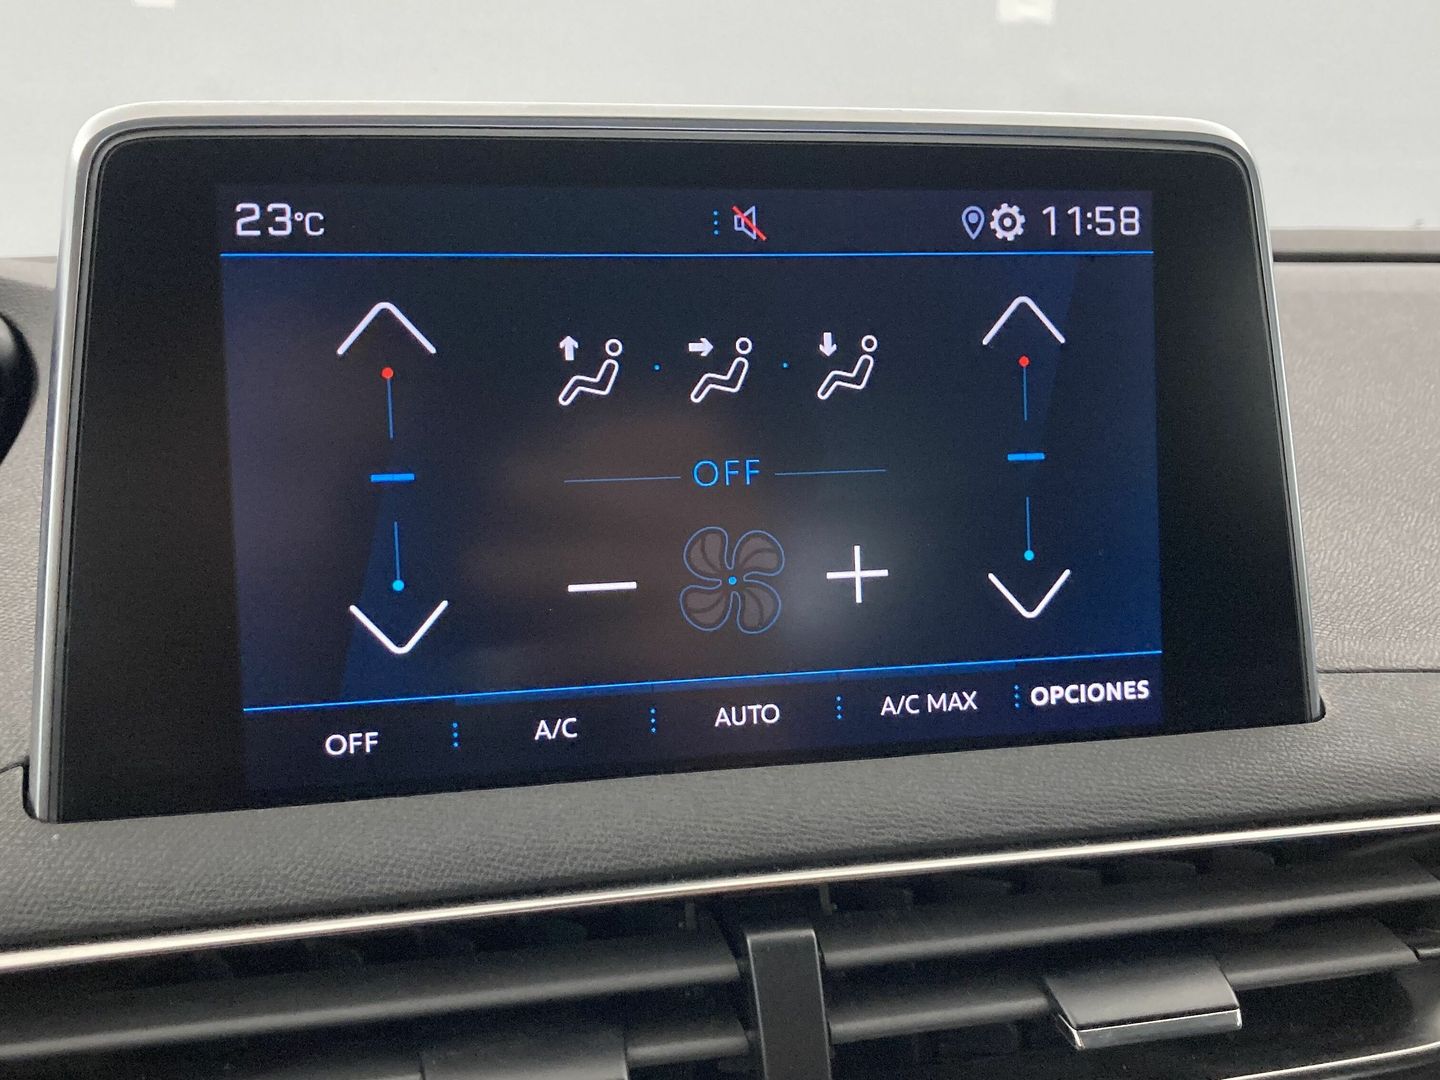 23°C 11:58
OFF
OFF A/C AUTO A/C MAX OPCIONES